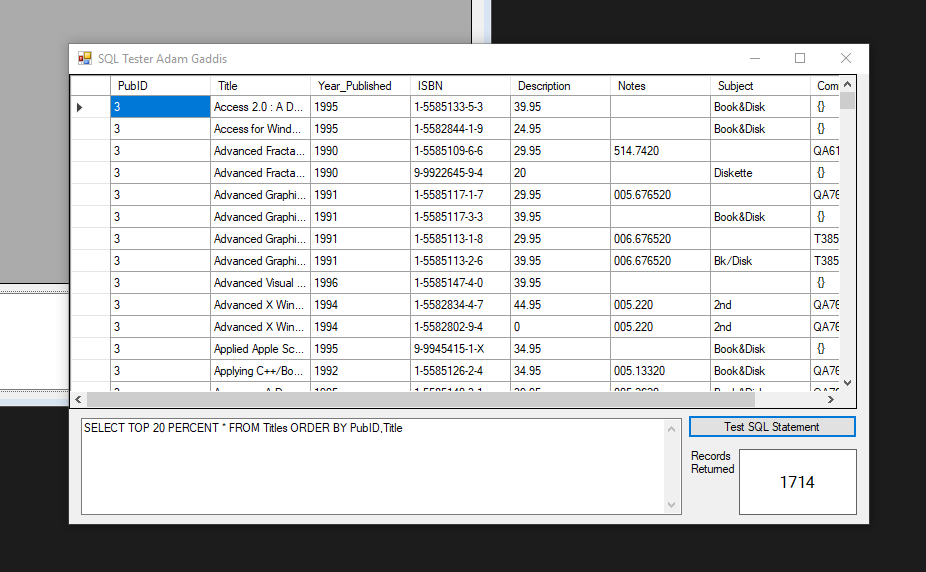 SQL Tester Adam Gaddis
PubID Title Year_Published ISBN Description Notes Subject Com
3 Access 2.0 : A D... 1995 1-5585133-5-3 39.95 Book&Disk {}
3 Access for Wind... 1995 1-5582844-1-9 24.95 Book&Disk {}
3 Advanced Fracta... 1990 1-5585109-6-6 29.95 514.7420 QA61
3 Advanced Fracta... 1990 9-9922645-9-4 20 Diskette {}
3 Advanced Graphi... 1991 1-5585117-1-7 29.95 005.676520 QA76
3 Advanced Graphi... 1991 1-5585117-3-3 39.95 Book&Disk {}
3 Advanced Graphi... 1991 1-5585113-1-8 29.95 006.676520 T385
3 Advanced Graphi... 1991 1-5585113-2-6 39.95 006.676520 Bk/Disk T385
3 Advanced Visual ... 1996 1-5585147-4-0 39.95 {}
3 Advanced X Win... 1994 1-5582834-4-7 44.95 005.220 2nd QA76
3 Advanced X Win... 1994 1-5582802-9-4 0 005.220 2nd QA76
3 Applied Apple Sc... 1995 9-9945415-1-X 34.95 Book&Disk {}
3 Applying C++/Bo... 1992 1-5585126-2-4 34.95 005.13320 Book&Disk QA76
SELECT TOP 20 PERCENT * FROM Titles ORDER BY PubID,Title
Test SQL Statement
Records
Returned
1714